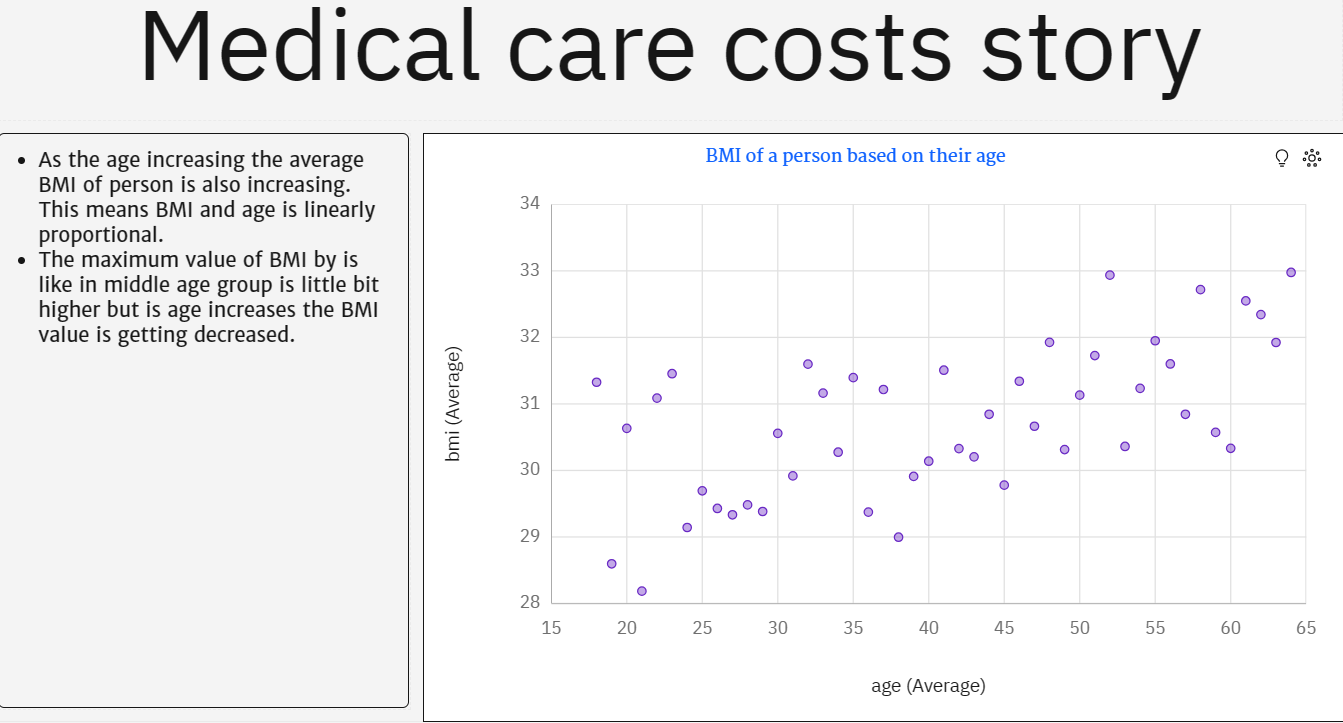 Medical care costs story
• As the age increasing the average
BMI of person is also increasing.
This means BMI and age is linearly
proportional.
• The maximum value of BMI by is
like in middle age group is little bit
higher but is age increases the BMI
value is getting decreased.
BMI of a person based on their age
34
33
32
31
30
29
28
bmi (Average)
15 20 25 30 35 40 45 50 55 60 65
age (Average)